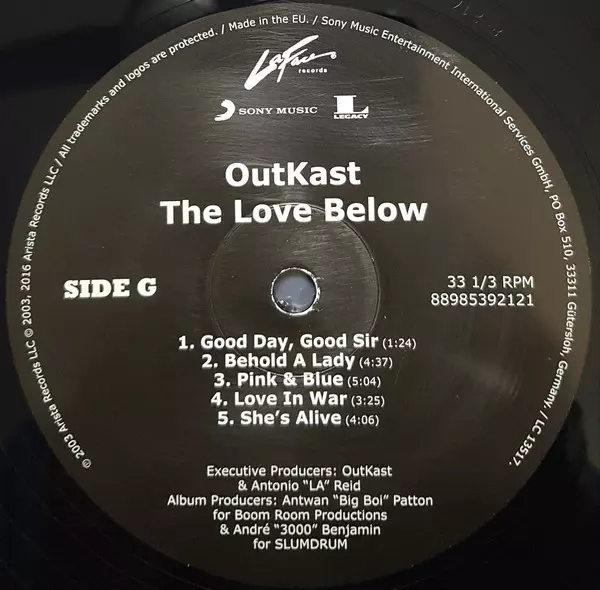 ℗ 2003 Arista Records LLC © 2003, 2016 Arista Records LLC / All trademarks and logos are protected. / Made in the EU. / Sony Music Entertainment International Services GmbH, PO Box 510, 33311 Gütersloh, Germany. / LC 13517.
LaFace
records
SONY MUSIC
L
LEGACY
OutKast
The Love Below
SIDE G
33 1/3 RPM
88985392121
1. Good Day, Good Sir (1:24)
2. Behold A Lady (4:37)
3. Pink & Blue (5:04)
4. Love In War (3:25)
5. She's Alive (4:06)
Executive Producers: OutKast
& Antonio "LA" Reid
Album Producers: Antwan "Big Boi" Patton
for Boom Room Productions
& André "3000" Benjamin
for SLUMDRUM